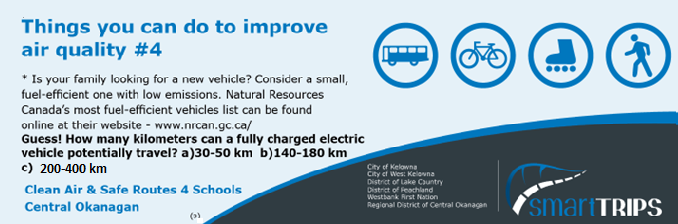 Things you can do to improve
air quality #4
* Is your family looking for a new vehicle? Consider a small,
fuel-efficient one with low emissions. Natural Resources
Canada's most fuel-efficient vehicles list can be found
online at their website - www.nrcan.gc.ca/
Guess! How many kilometers can a fully charged electric
vehicle potentially travel? a)30-50 km b)140-180 km
c) 200-400 km
Clean Air & Safe Routes 4 Schools
Central Okanagan
City of Kelowna
City of West Kelowna
District of Lake Country
District of Peachland
Westbank First Nation
Regional District of Central Okanagan
smartTRIPS